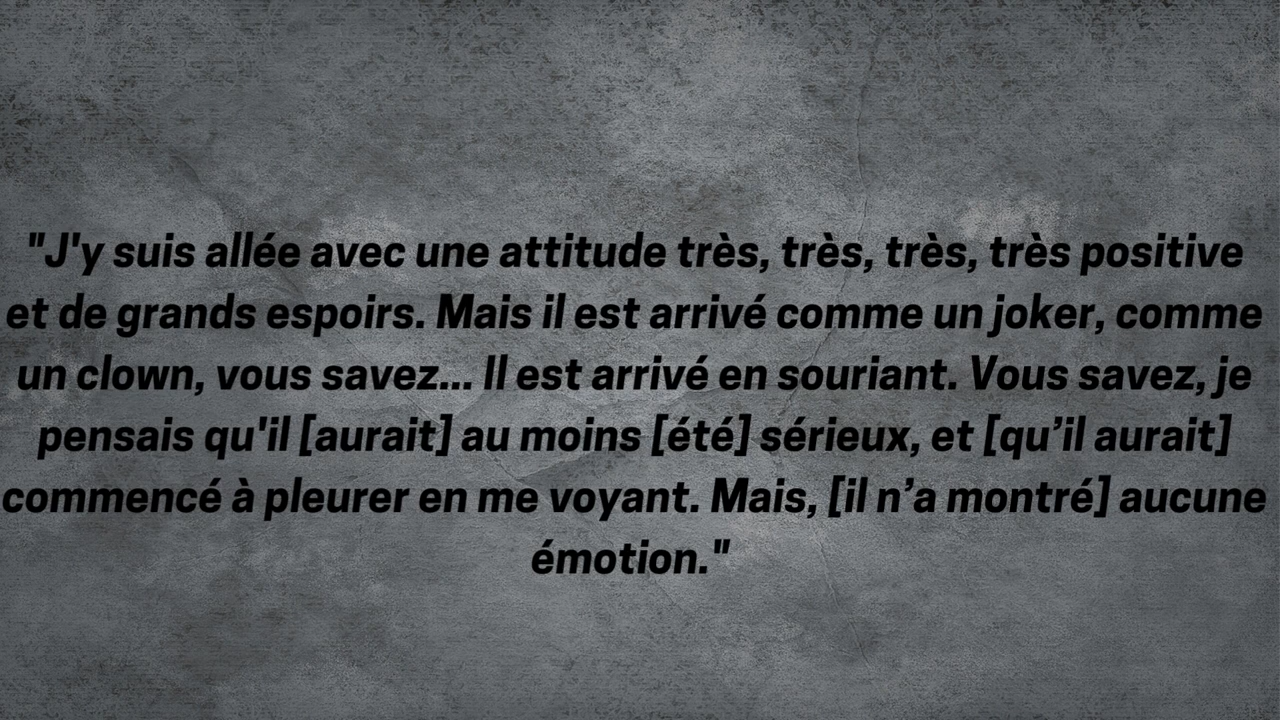 "J'y suis allée avec une attitude très, très, très, très positive
et de grands espoirs. Mais il est arrivé comme un joker, comme
un clown, vous savez... Il est arrivé en souriant. Vous savez, je
pensais qu'il [aurait] au moins [été] sérieux, et [qu’il aurait]
commencé à pleurer en me voyant. Mais, [il n’a montré] aucune
émotion."